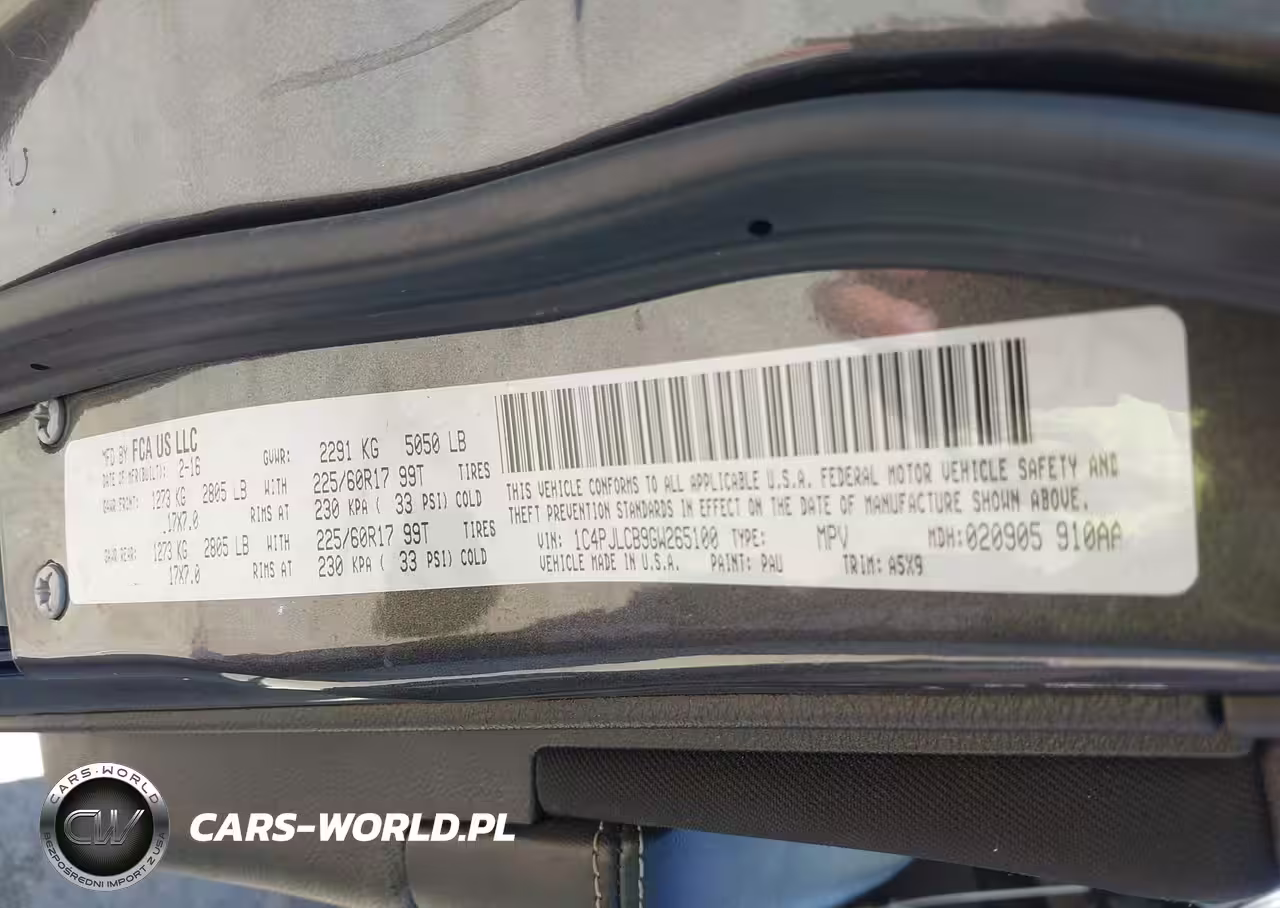 MFD BY FCA US LLC
DATE OF MFR(BUILT): 2-16 GVWR: 2291 KG 5050 LB
GAWR FRONT: 1273 KG 2805 LB WITH 225/60R17 99T TIRES
17X7.0 RIMS AT 230 KPA ( 33 PSI) COLD
GAWR REAR: 1273 KG 2805 LB WITH 225/60R17 99T TIRES
17X7.0 RIMS AT 230 KPA ( 33 PSI) COLD
THIS VEHICLE CONFORMS TO ALL APPLICABLE U.S.A. FEDERAL MOTOR VEHICLE SAFETY AND
THEFT PREVENTION STANDARDS IN EFFECT ON THE DATE OF MANUFACTURE SHOWN ABOVE.
VIN: 1C4PJLCB9GW265100 TYPE: MPV MDH: 020905 910AA
VEHICLE MADE IN U.S.A. PAINT: PAU TRIM: A5X9
CARS-WORLD
CW
BEZPOŚREDNI IMPORT Z USA
CARS-WORLD.PL